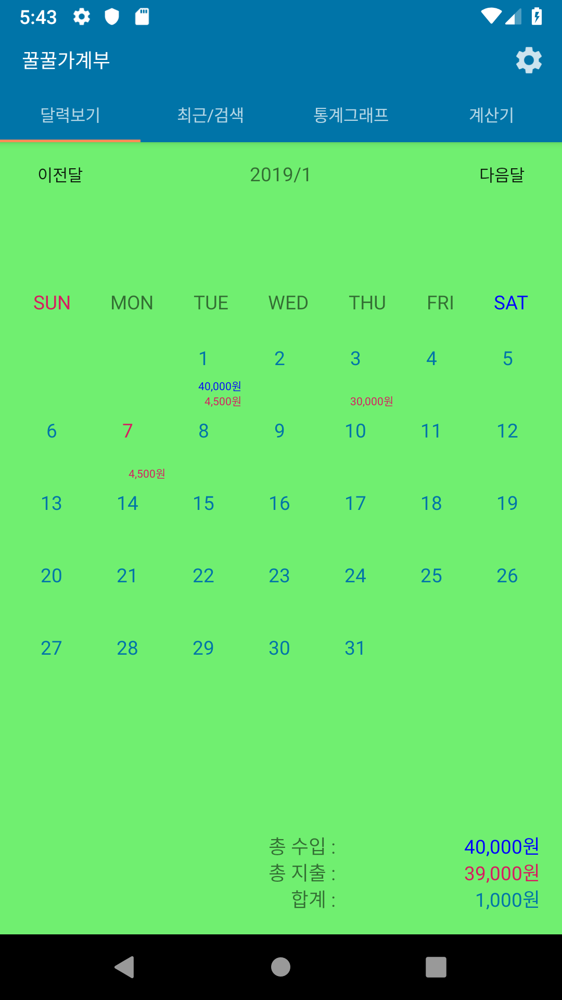 5:43
꿀꿀가계부
달력보기 최근/검색 통계그래프 계산기
이전달 2019/1 다음달
SUN MON TUE WED THU FRI SAT
1 2 3 4 5
40,000원
4,500원 30,000원
6 7 8 9 10 11 12
4,500원
13 14 15 16 17 18 19
20 21 22 23 24 25 26
27 28 29 30 31
총 수입 : 40,000원
총 지출 : 39,000원
합계 : 1,000원